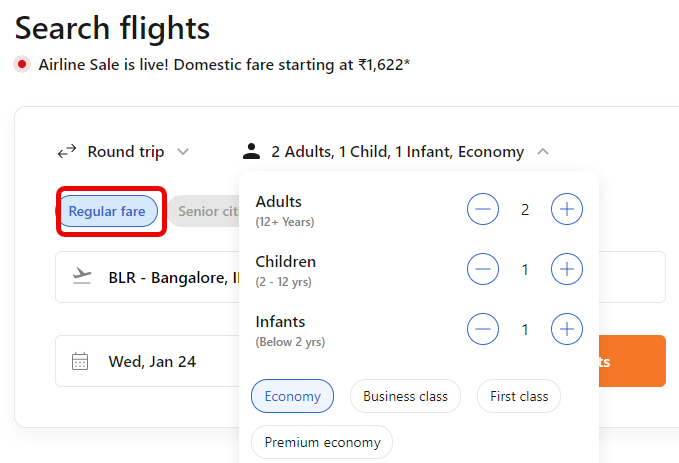 Search flights
Airline Sale is live! Domestic fare starting at ₹1,622*
Round trip
2 Adults, 1 Child, 1 Infant, Economy
Regular fare
Senior
Adults
(12+ Years)
2
Children
(2 - 12 yrs)
1
BLR - Bangalore,
Infants
(Below 2 yrs)
1
Wed, Jan 24
Economy
Business class
First class
Premium economy